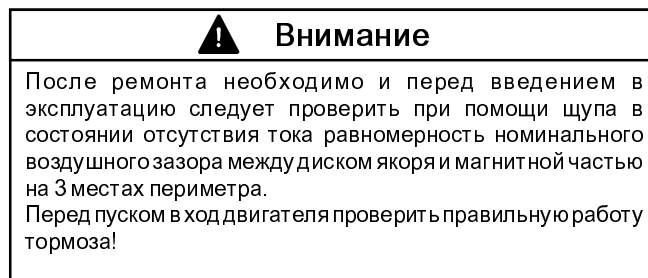 Внимание
После ремонта необходимо и перед введением в
эксплуатацию следует проверить при помощи щупа в
состоянии отсутствия тока равномерность номинального
воздушного зазора между диском якоря и магнитной частью
на 3 местах периметра.
Перед пуском в ход двигателя проверить правильную работу
тормоза!